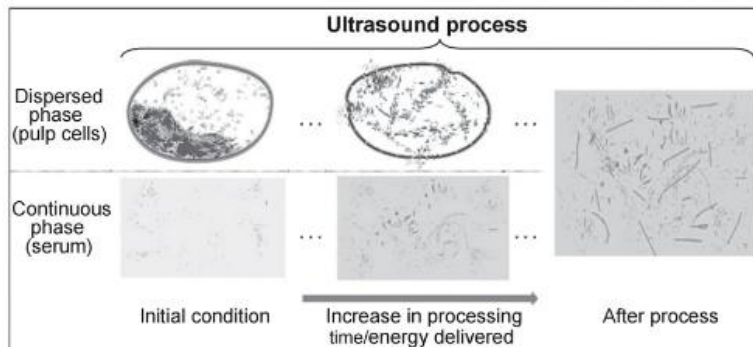 Ultrasound process
Dispersed
phase
(pulp cells)
... ...
Continuous
phase
(serum)
... ...
Initial condition
Increase in processing
time/energy delivered
After process